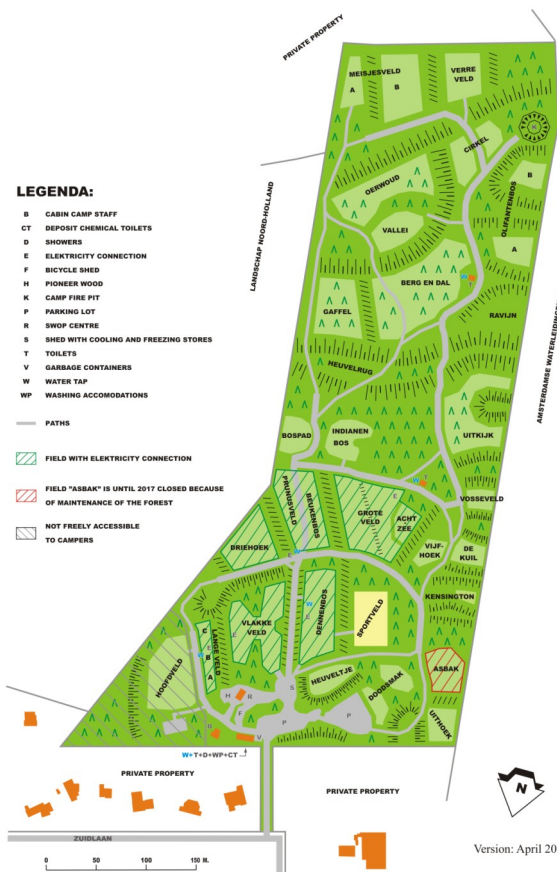 PRIVATE PROPERTY
MEISJESVELD
A
B
VERRE
VELD
K
CIRKEL
OERWOUD
B
OLIFANTENBOS
VALLEI
A
LANDSCHAP NOORD-HOLLAND
BERG EN DAL
W
T
GAFFEL
RAVIJN
AMSTERDAMSE WATERLEIDING
HEUVELRUG
LEGENDA:
B CABIN CAMP STAFF
CT DEPOSIT CHEMICAL TOILETS
D SHOWERS
E ELEKTRICITY CONNECTION
F BICYCLE SHED
H PIONEER WOOD
K CAMP FIRE PIT
P PARKING LOT
R SWOP CENTRE
S SHED WITH COOLING AND FREEZING STORES
T TOILETS
V GARBAGE CONTAINERS
W WATER TAP
WP WASHING ACCOMODATIONS
PATHS
FIELD WITH ELEKTRICITY CONNECTION
FIELD "ASBAK" IS UNTIL 2017 CLOSED BECAUSE
OF MAINTENANCE OF THE FOREST
NOT FREELY ACCESSIBLE
TO CAMPERS
BOSPAD
INDIANEN
BOS
UITKIJK
W
T
PRUNUSVELD
BEUKENBOS
E
GROTE
VELD
ACHT
ZEE
VOSSEVELD
DRIEHOEK
W
E
VIJF-
HOEK
DE
KUIL
KENSINGTON
VLAKKE
VELD
E
W
E
DENNENBOS
SPORTVELD
C
E
W
B
A
LANGE VELD
HOOFDVELD
HEUVELTJE
DOODSMAK
ASBAK
UITHOEK
S
H
R
F
P
P
V
W+T+D+WP+CT
PRIVATE PROPERTY
PRIVATE PROPERTY
N
ZUIDLAAN
Version: April 20
0 50 100 150 M.